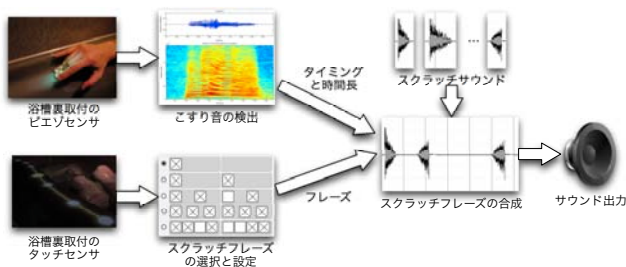 浴槽裏取付の
ピエゾセンサ
こすり音の検出
タイミング
と時間長
スクラッチサウンド
浴槽裏取付の
タッチセンサ
スクラッチフレーズ
の選択と設定
フレーズ
スクラッチフレーズの合成
サウンド出力